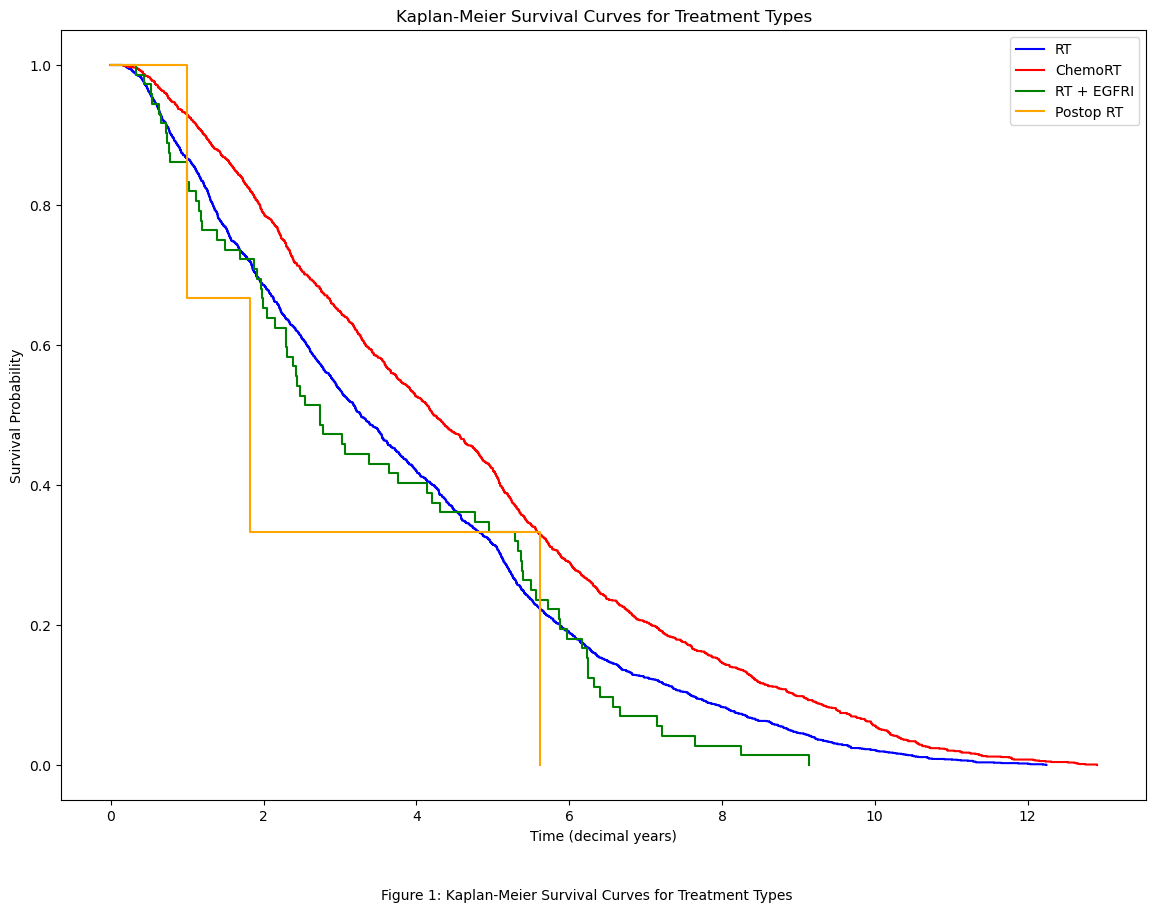 Kaplan-Meier Survival Curves for Treatment Types
RT
ChemoRT
RT + EGFRI
Postop RT
Survival Probability
1.0
0.8
0.6
0.4
0.2
0.0
0 2 4 6 8 10 12
Time (decimal years)
Figure 1: Kaplan-Meier Survival Curves for Treatment Types